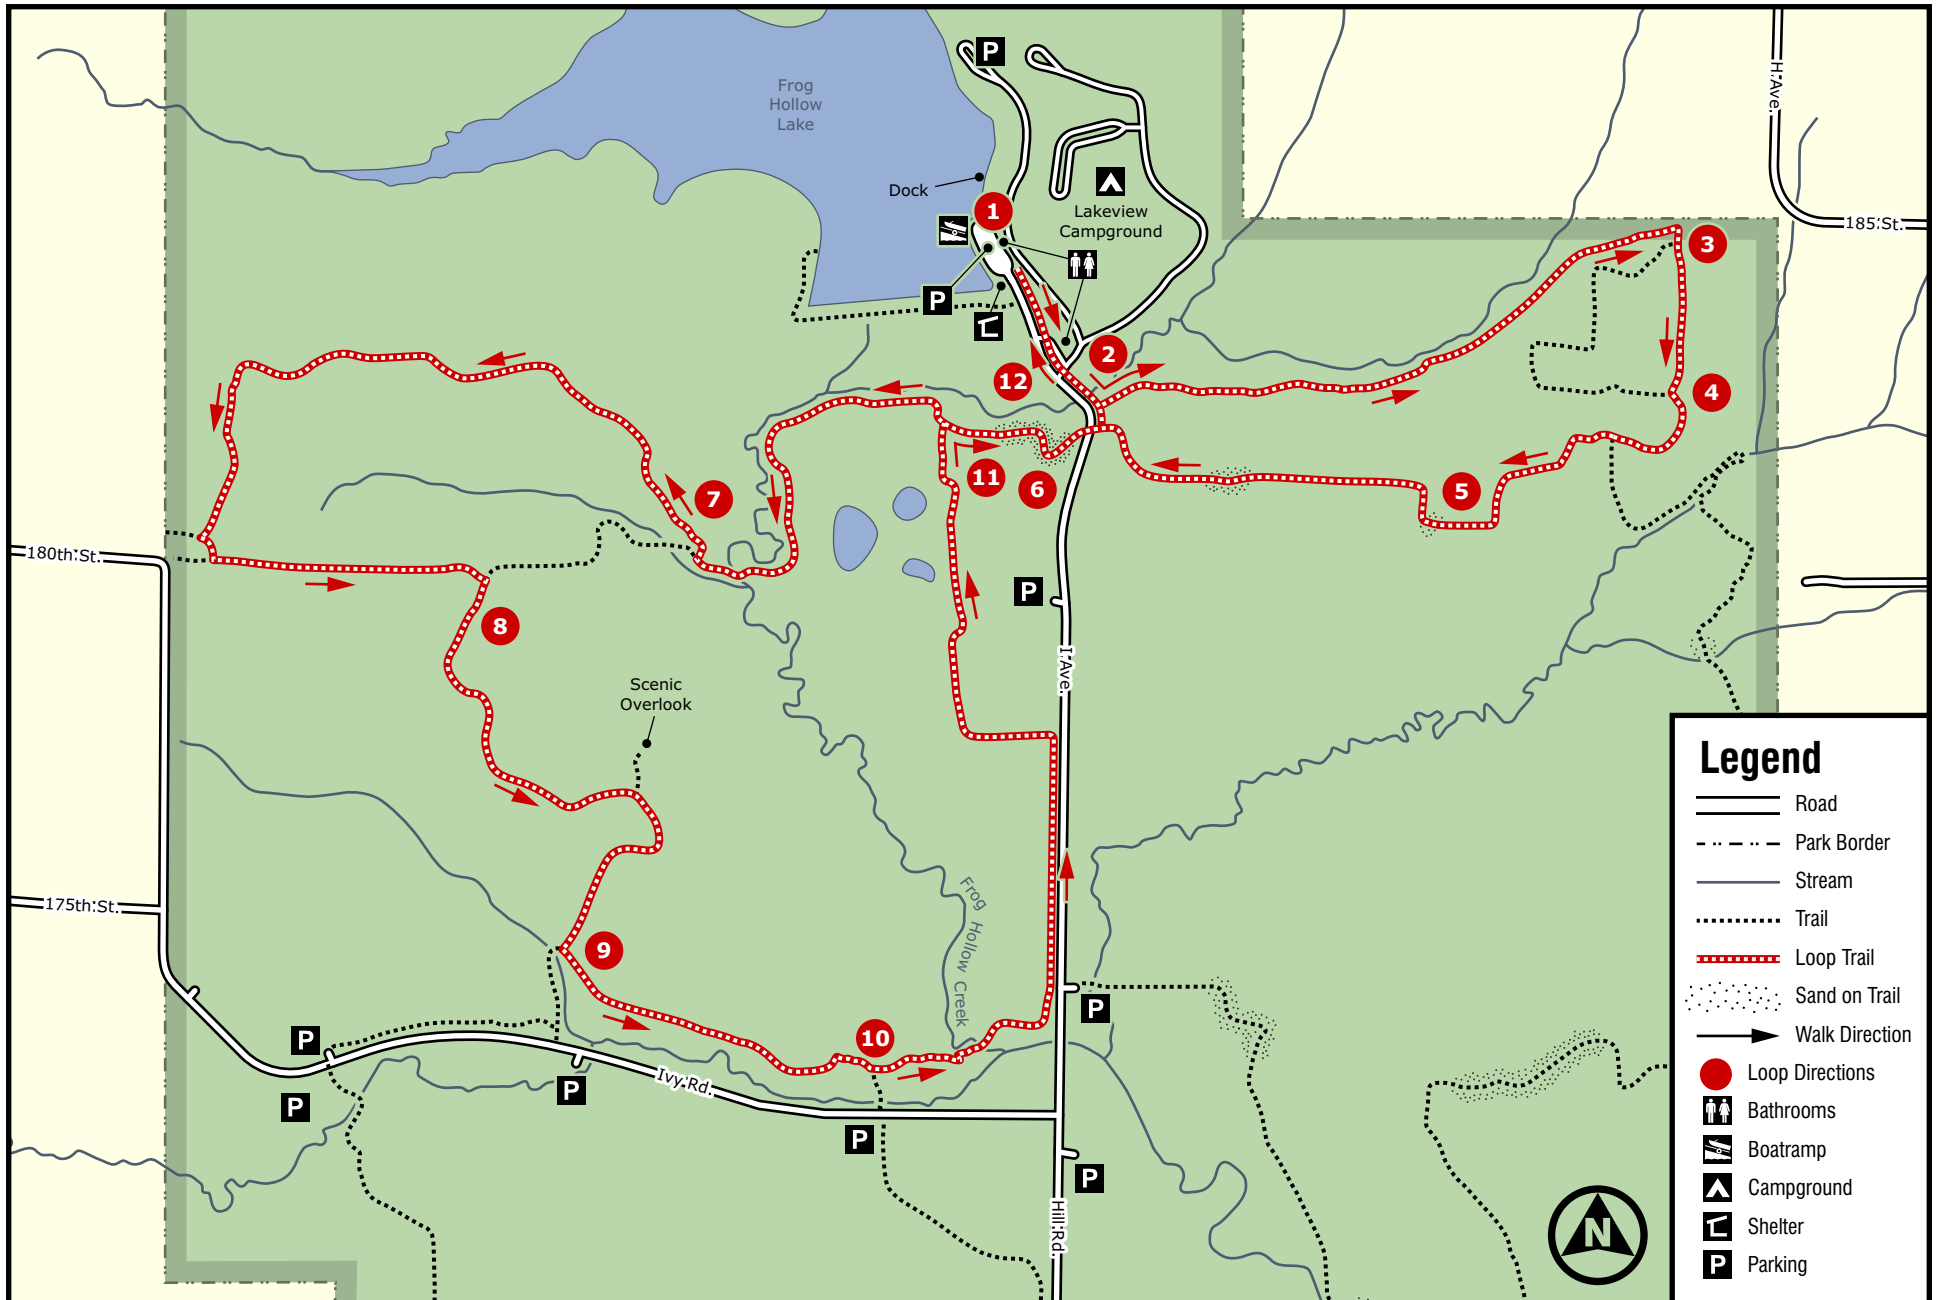 P
H Ave.
Frog
Hollow
Lake
Dock
1
Lakeview
Campground
185 St.
3
P
2
12
4
11
6
5
7
180th St.
P
8
I Ave.
Scenic
Overlook
Frog Hollow Creek
175th St.
9
P
10
P
P
P
Ivy Rd.
P
P
Hill Rd.
N
Legend
Road
Park Border
Stream
Trail
Loop Trail
Sand on Trail
Walk Direction
Loop Directions
Bathrooms
Boatramp
Campground
Shelter
P Parking